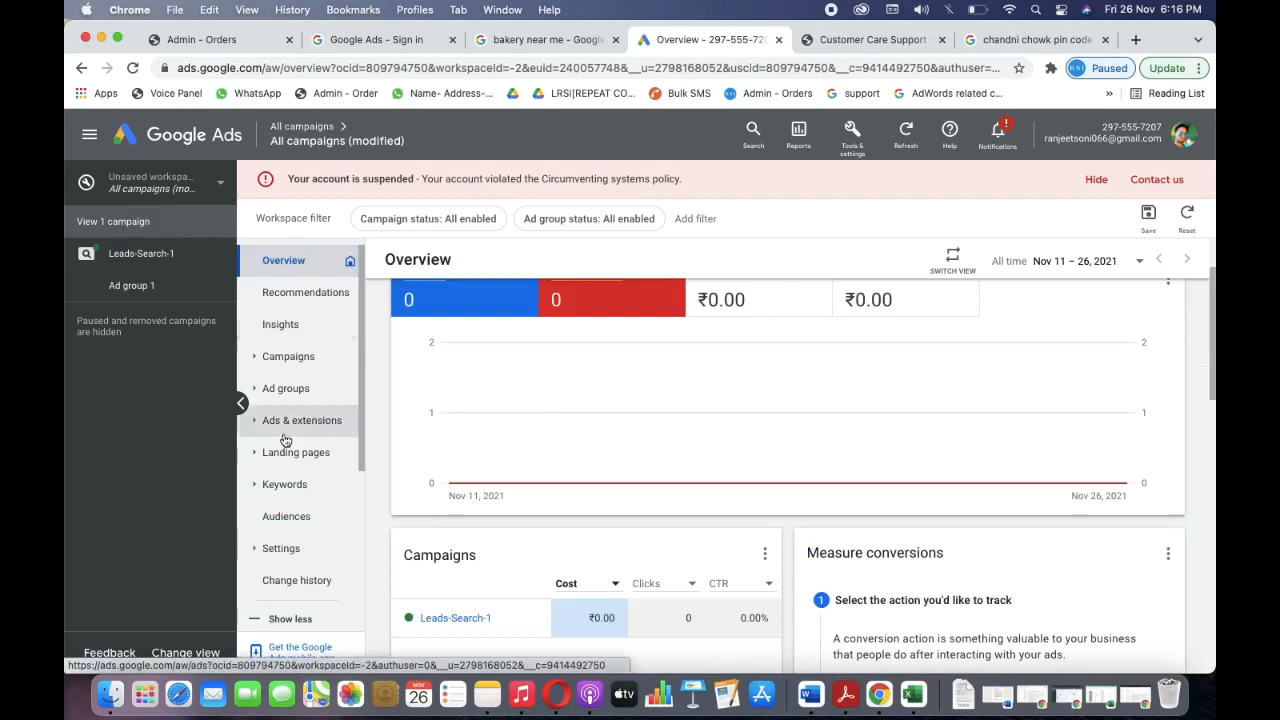 Chrome File Edit View History Bookmarks Profiles Tab Window Help Fri 26 Nov 6:16 PM
Admin - Orders Google Ads - Sign in bakery near me - Google Overview - 297-555-720 Customer Care Support chandni chowk pin code
ads.google.com/aw/overview?ocid=809794750&workspaceId=-2&euid=240057748&__u=2798168052&uscid=809794750&__c=9414492750&authuser=... Paused Update
Apps Voice Panel WhatsApp Admin - Order Name- Address-... LRSI[REPEAT CO... Bulk SMS Admin - Orders support AdWords related c... » Reading List
Google Ads
All campaigns
All campaigns (modified)
Search Reports Tools & settings Refresh Help Notifications
297-555-7207
ranjeetsoni066@gmail.com
Unsaved workspa...
All campaigns (mo...
View 1 campaign
Leads-Search-1
Ad group 1
Paused and removed campaigns
are hidden
Feedback Change view
Your account is suspended - Your account violated the Circumventing systems policy. Hide Contact us
Workspace filter Campaign status: All enabled Ad group status: All enabled Add filter Save Reset
Overview
Recommendations
Insights
Campaigns
Ad groups
Ads & extensions
Landing pages
Keywords
Audiences
Settings
Change history
Show less
Get the Google
Overview SWITCH VIEW All time Nov 11 – 26, 2021
0 0 ₹0.00 ₹0.00
2 2
1 1
0 0
Nov 11, 2021 Nov 26, 2021
Campaigns
Cost Clicks CTR
Leads-Search-1 ₹0.00 0 0.00%
Measure conversions
1 Select the action you'd like to track
A conversion action is something valuable to your business
that people do after interacting with your ads.
https://ads.google.com/aw/ads?ocid=809794750&workspaceId=-2&authuser=0&__u=2798168052&__c=9414492750
NOV
26
tv